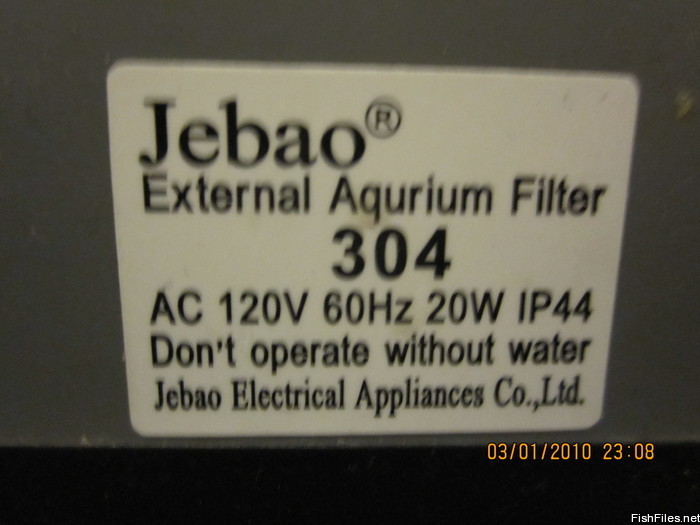 Jebao®
External Aqurium Filter
304
AC 120V 60Hz 20W IP44
Don't operate without water
Jebao Electrical Appliances Co.,Ltd.
03/01/2010 23:08
FishFiles.net